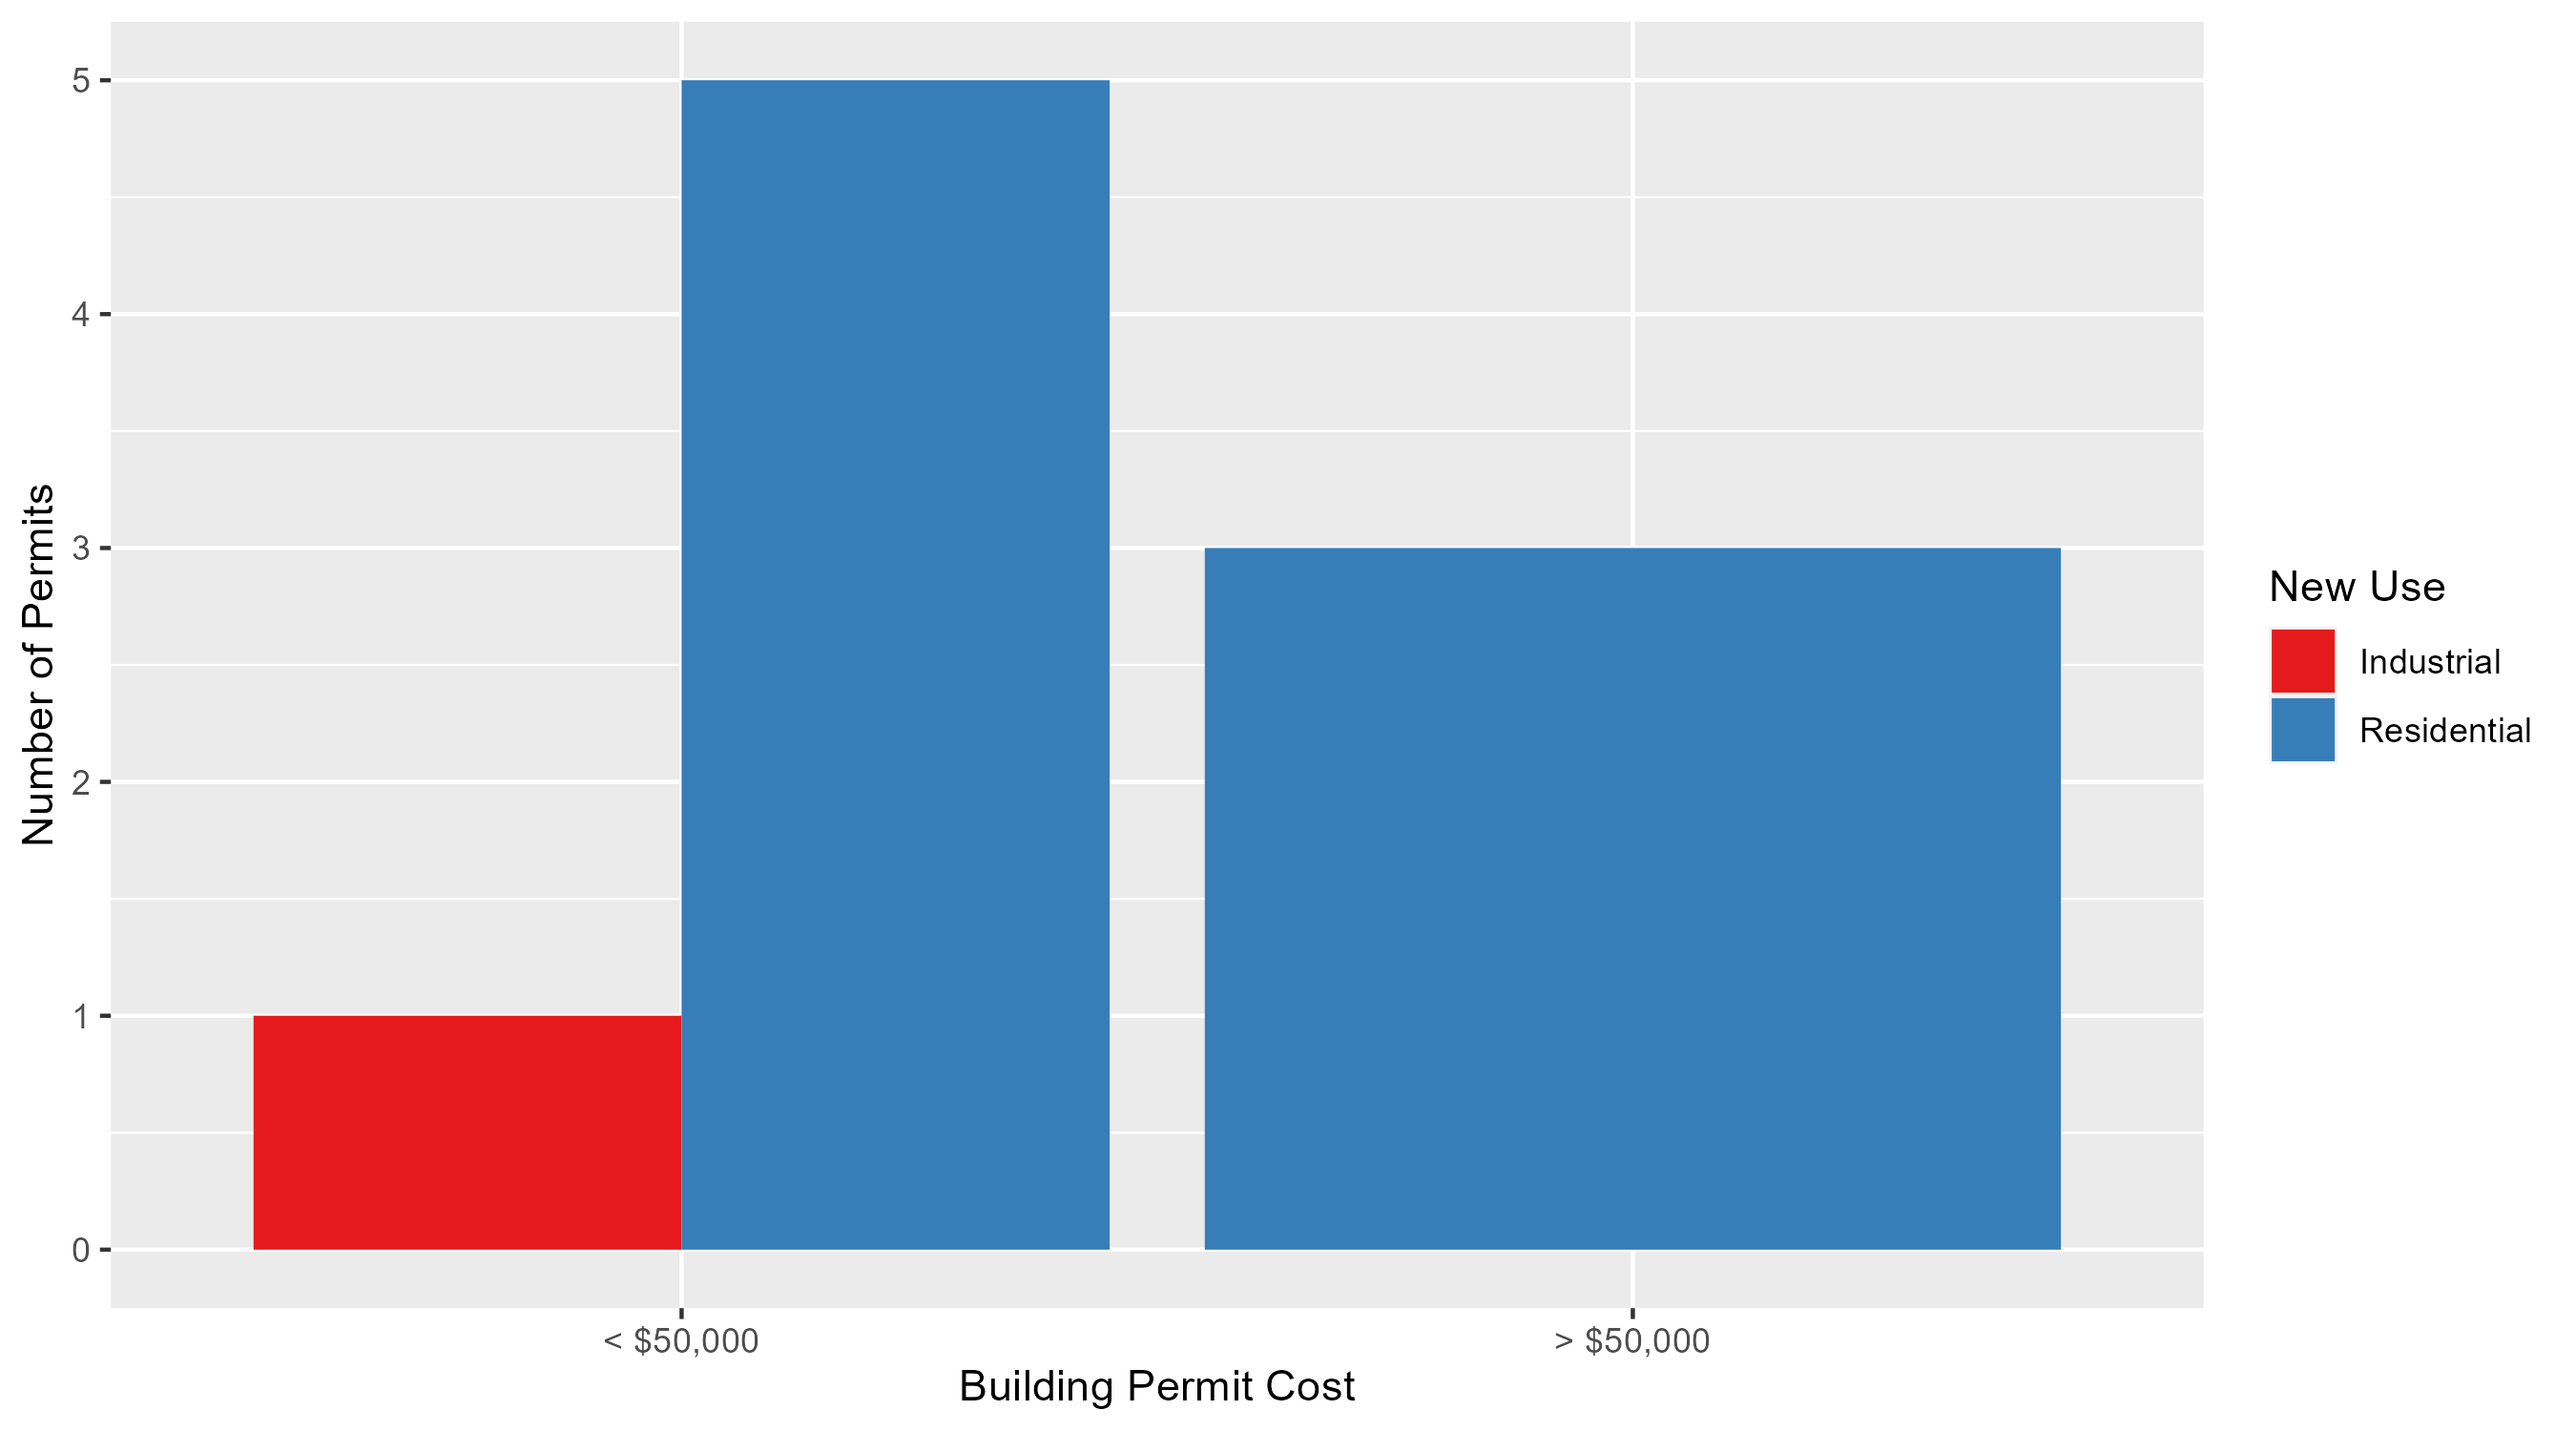 5
4
3
2
1
0
Number of Permits
< $50,000
> $50,000
Building Permit Cost
New Use
Industrial
Residential